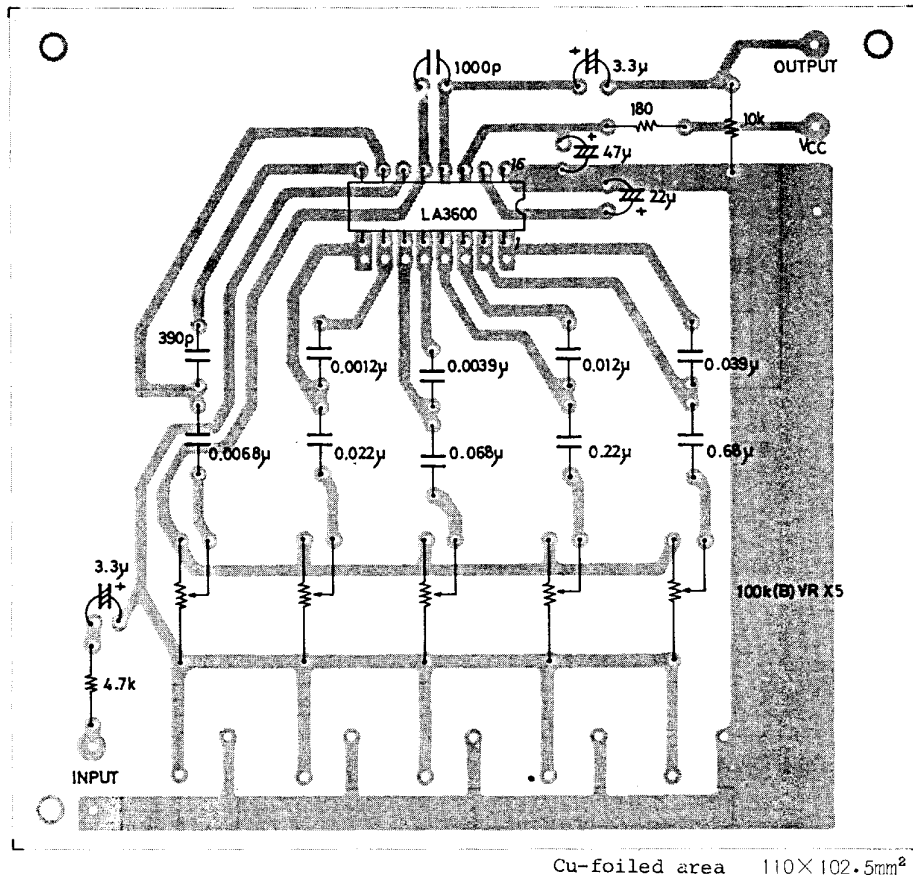 1000p
3.3μ
OUTPUT
180
10k
VCC
47μ
16
22μ
LA3600
1
390p
0.0012μ
0.0039μ
0.012μ
0.039μ
0.0068μ
0.022μ
0.068μ
0.22μ
0.68μ
3.3μ
100k(B) VR X5
4.7k
INPUT
Cu-foiled area 110×102.5mm²